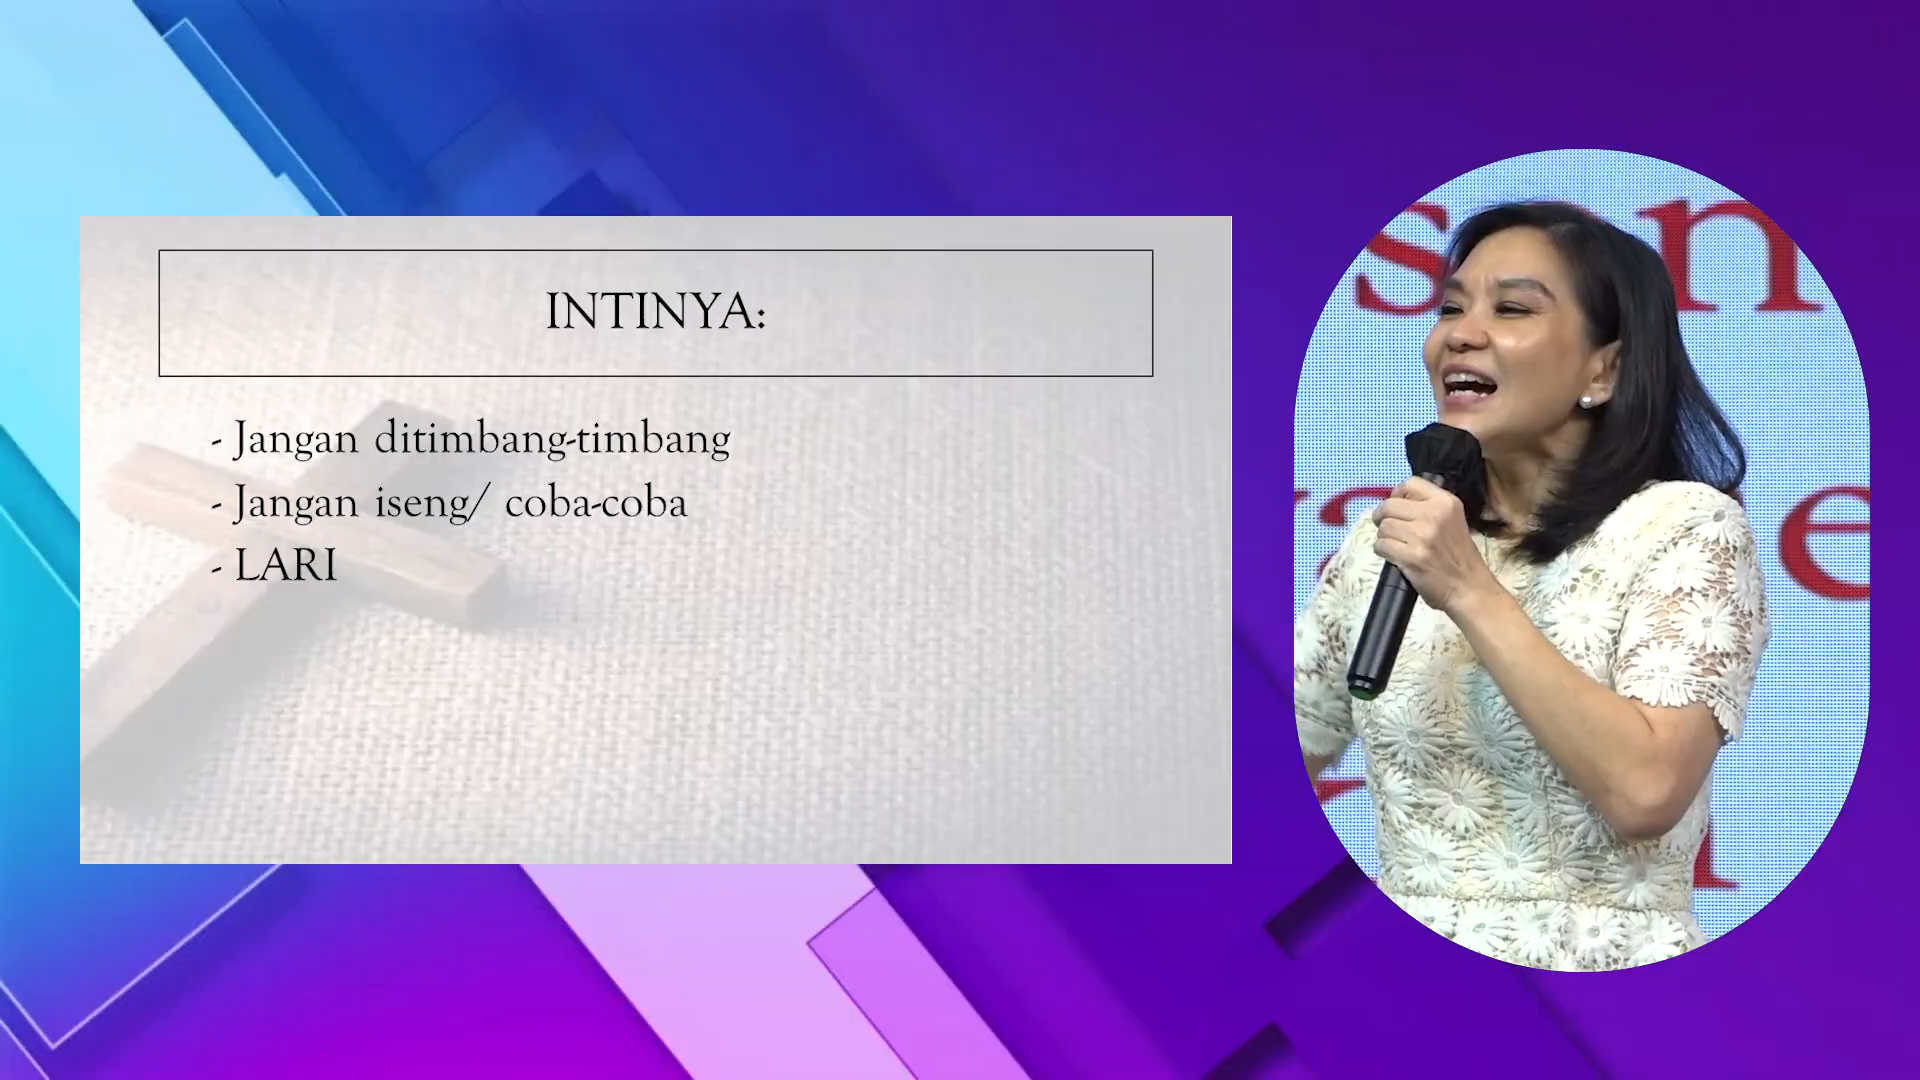 INTINYA:
- Jangan ditimbang-timbang
- Jangan iseng/ coba-coba
- LARI